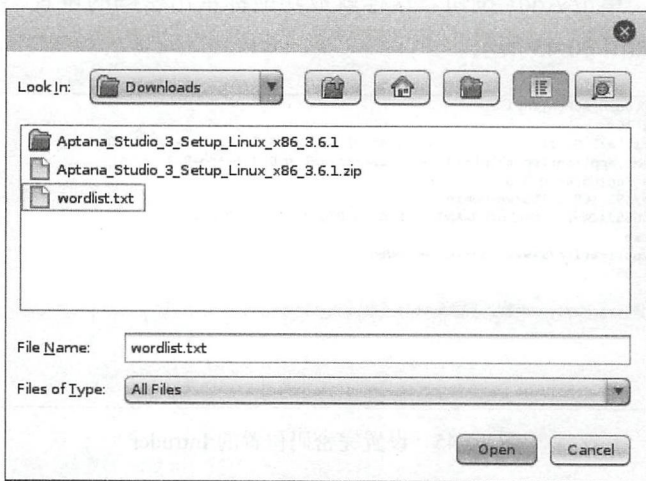 Look In: Downloads
Aptana_Studio_3_Setup_Linux_x86_3.6.1
Aptana_Studio_3_Setup_Linux_x86_3.6.1.zip
wordlist.txt
File Name: wordlist.txt
Files of Type: All Files
Open Cancel